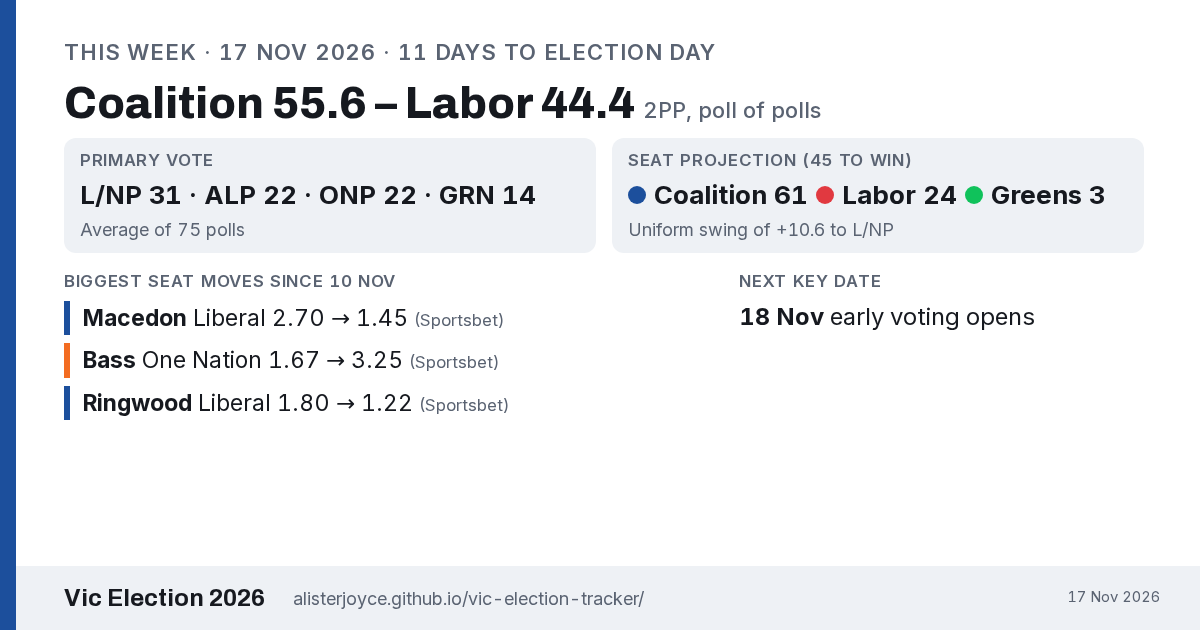 THIS WEEK · 17 NOV 2026 · 11 DAYS TO ELECTION DAY
Coalition 55.6 – Labor 44.4 2PP, poll of polls
PRIMARY VOTE
L/NP 31 · ALP 22 · ONP 22 · GRN 14
Average of 75 polls
SEAT PROJECTION (45 TO WIN)
Coalition 61 Labor 24 Greens 3
Uniform swing of +10.6 to L/NP
BIGGEST SEAT MOVES SINCE 10 NOV
Macedon Liberal 2.70 → 1.45 (Sportsbet)
Bass One Nation 1.67 → 3.25 (Sportsbet)
Ringwood Liberal 1.80 → 1.22 (Sportsbet)
NEXT KEY DATE
18 Nov early voting opens
Vic Election 2026 alisterjoyce.github.io/vic-election-tracker/ 17 Nov 2026